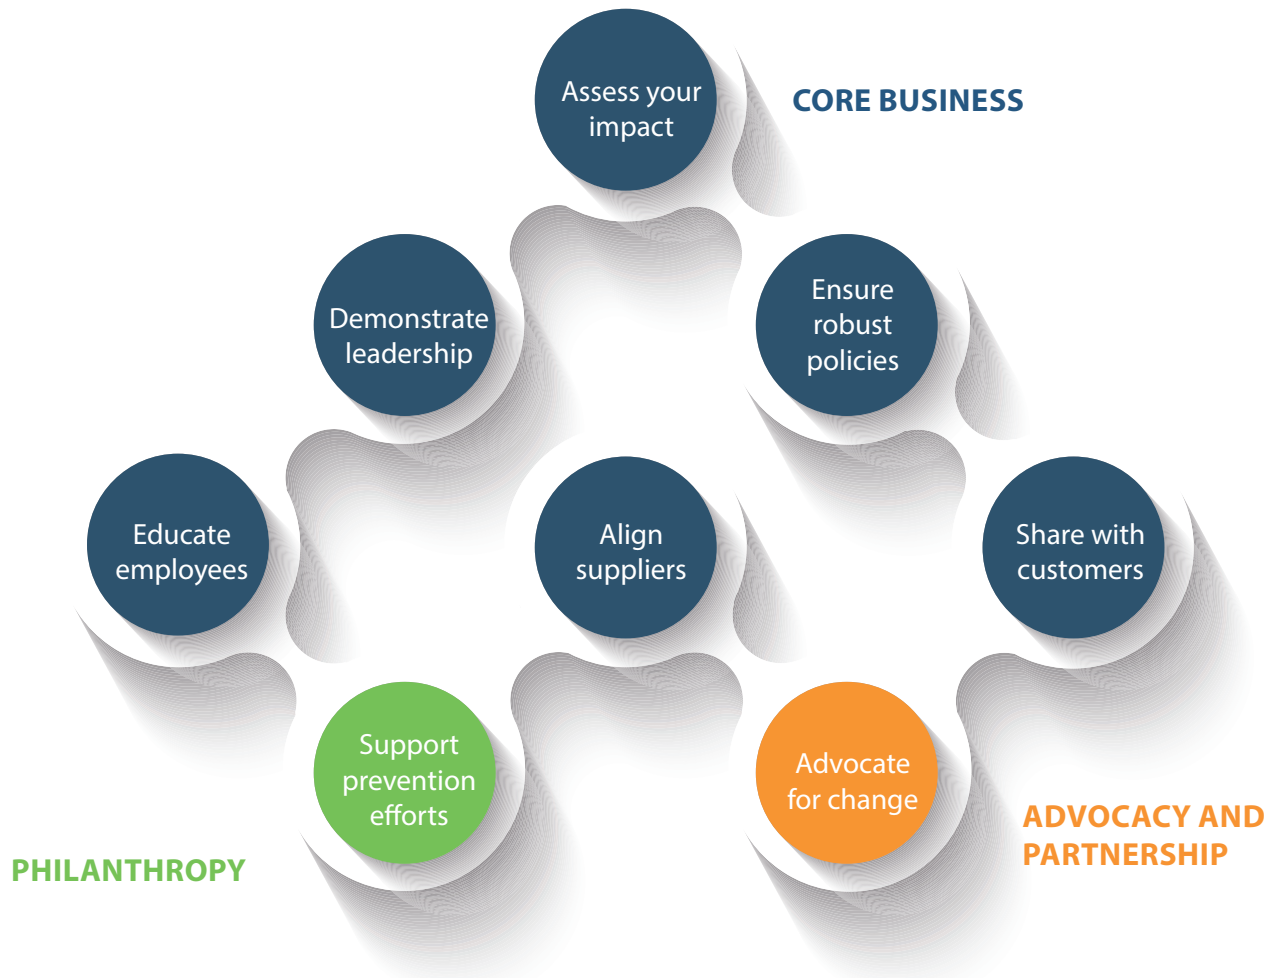 Assess your
impact
CORE BUSINESS
Demonstrate
leadership
Ensure
robust
policies
Educate
employees
Align
suppliers
Share with
customers
Support
prevention
efforts
Advocate
for change
PHILANTHROPY
ADVOCACY AND
PARTNERSHIP